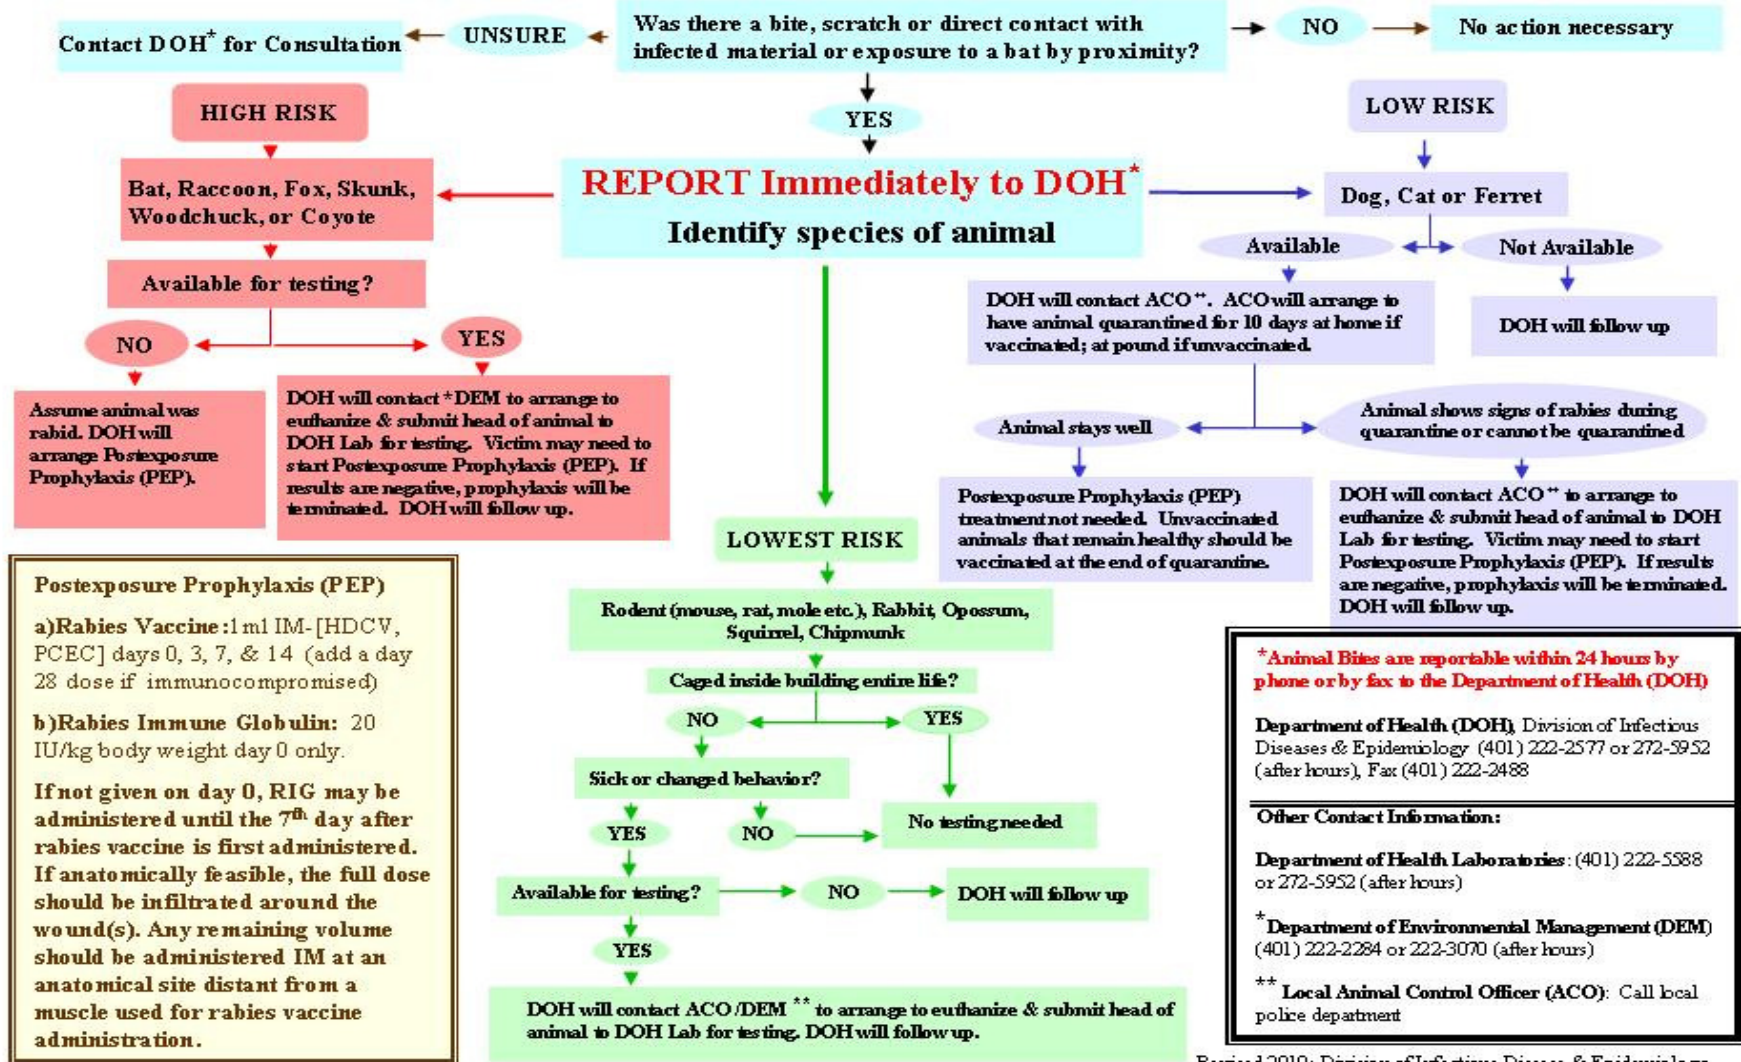 Was there a bite, scratch or direct contact with
infected material or exposure to a bat by proximity?
UNSURE
Contact DOH* for Consultation
NO
No action necessary
YES
REPORT Immediately to DOH*
Identify species of animal
HIGH RISK
Bat, Raccoon, Fox, Skunk,
Woodchuck, or Coyote
Available for testing?
NO
YES
Assume animal was
rabid. DOH will
arrange Postexposure
Prophylaxis (PEP).
DOH will contact *DEM to arrange to
euthanize & submit head of animal to
DOH Lab for testing. Victim may need to
start Postexposure Prophylaxis (PEP). If
results are negative, prophylaxis will be
terminated. DOH will follow up.
LOW RISK
Dog, Cat or Ferret
Available
Not Available
DOH will contact ACO**. ACO will arrange to
have animal quarantined for 10 days at home if
vaccinated; at pound if unvaccinated.
DOH will follow up
Animal stays well
Animal shows signs of rabies during
quarantine or cannot be quarantined
Postexposure Prophylaxis (PEP)
treatment not needed. Unvaccinated
animals that remain healthy should be
vaccinated at the end of quarantine.
DOH will contact ACO** to arrange to
euthanize & submit head of animal to DOH
Lab for testing. Victim may need to start
Postexposure Prophylaxis (PEP). If results
are negative, prophylaxis will be terminated.
DOH will follow up.
LOWEST RISK
Rodent (mouse, rat, mole etc.), Rabbit, Opossum,
Squirrel, Chipmunk
Caged inside building entire life?
NO
YES
Sick or changed behavior?
YES
NO
No testing needed
Available for testing?
NO
DOH will follow up
YES
DOH will contact ACO/DEM ** to arrange to euthanize & submit head of
animal to DOH Lab for testing. DOH will follow up.
Postexposure Prophylaxis (PEP)
a)Rabies Vaccine:1ml IM-[HDCV,
PCEC] days 0, 3, 7, & 14 (add a day
28 dose if immunocompromised)
b)Rabies Immune Globulin: 20
IU/kg body weight day 0 only.
If not given on day 0, RIG may be
administered until the 7th day after
rabies vaccine is first administered.
If anatomically feasible, the full dose
should be infiltrated around the
wound(s). Any remaining volume
should be administered IM at an
anatomical site distant from a
muscle used for rabies vaccine
administration.
*Animal Bites are reportable within 24 hours by
phone or by fax to the Department of Health (DOH)
Department of Health (DOH), Division of Infectious
Diseases & Epidemiology (401) 222-2577 or 272-5952
(after hours), Fax (401) 222-2488
Other Contact Information:
Department of Health Laboratories: (401) 222-5588
or 272-5952 (after hours)
*Department of Environmental Management (DEM)
(401) 222-2284 or 222-3070 (after hours)
** Local Animal Control Officer (ACO): Call local
police department
Revised 2010: Division of Infectious Disease & Epidemiology